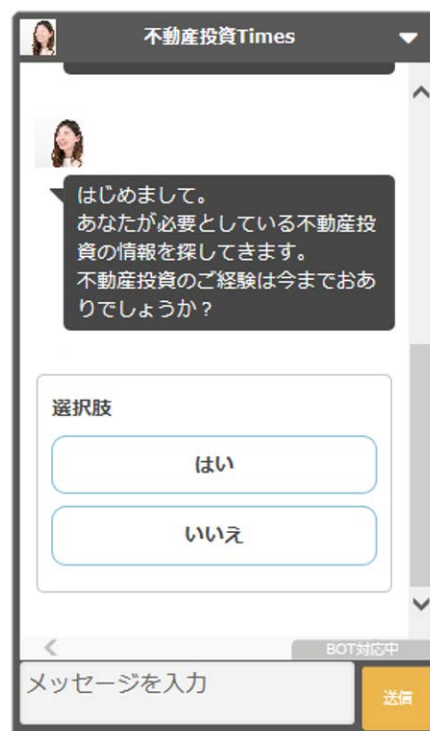 不動産投資Times
はじめまして。
あなたが必要としている不動産投
資の情報を探してきます。
不動産投資のご経験は今までおあ
りでしょうか？
選択肢
はい
いいえ
BOT対応中
メッセージを入力
送信